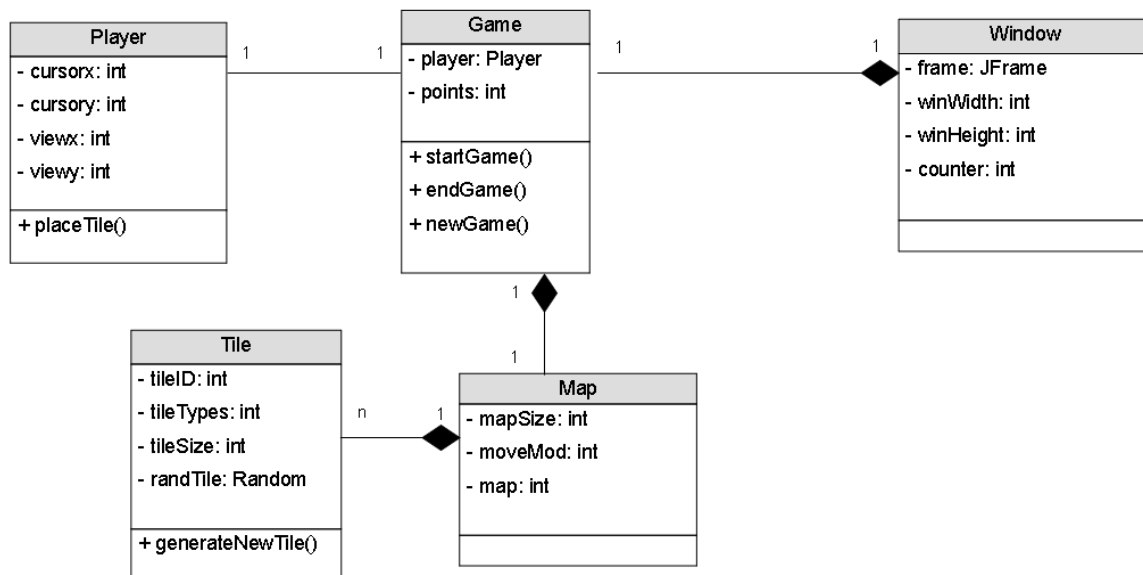 Player
- cursorx: int
- cursory: int
- viewx: int
- viewy: int
+ placeTile()
1
1
Game
- player: Player
- points: int
+ startGame()
+ endGame()
+ newGame()
1
1
Window
- frame: JFrame
- winWidth: int
- winHeight: int
- counter: int
1
1
Tile
- tileID: int
- tileTypes: int
- tileSize: int
- randTile: Random
+ generateNewTile()
n
1
Map
- mapSize: int
- moveMod: int
- map: int